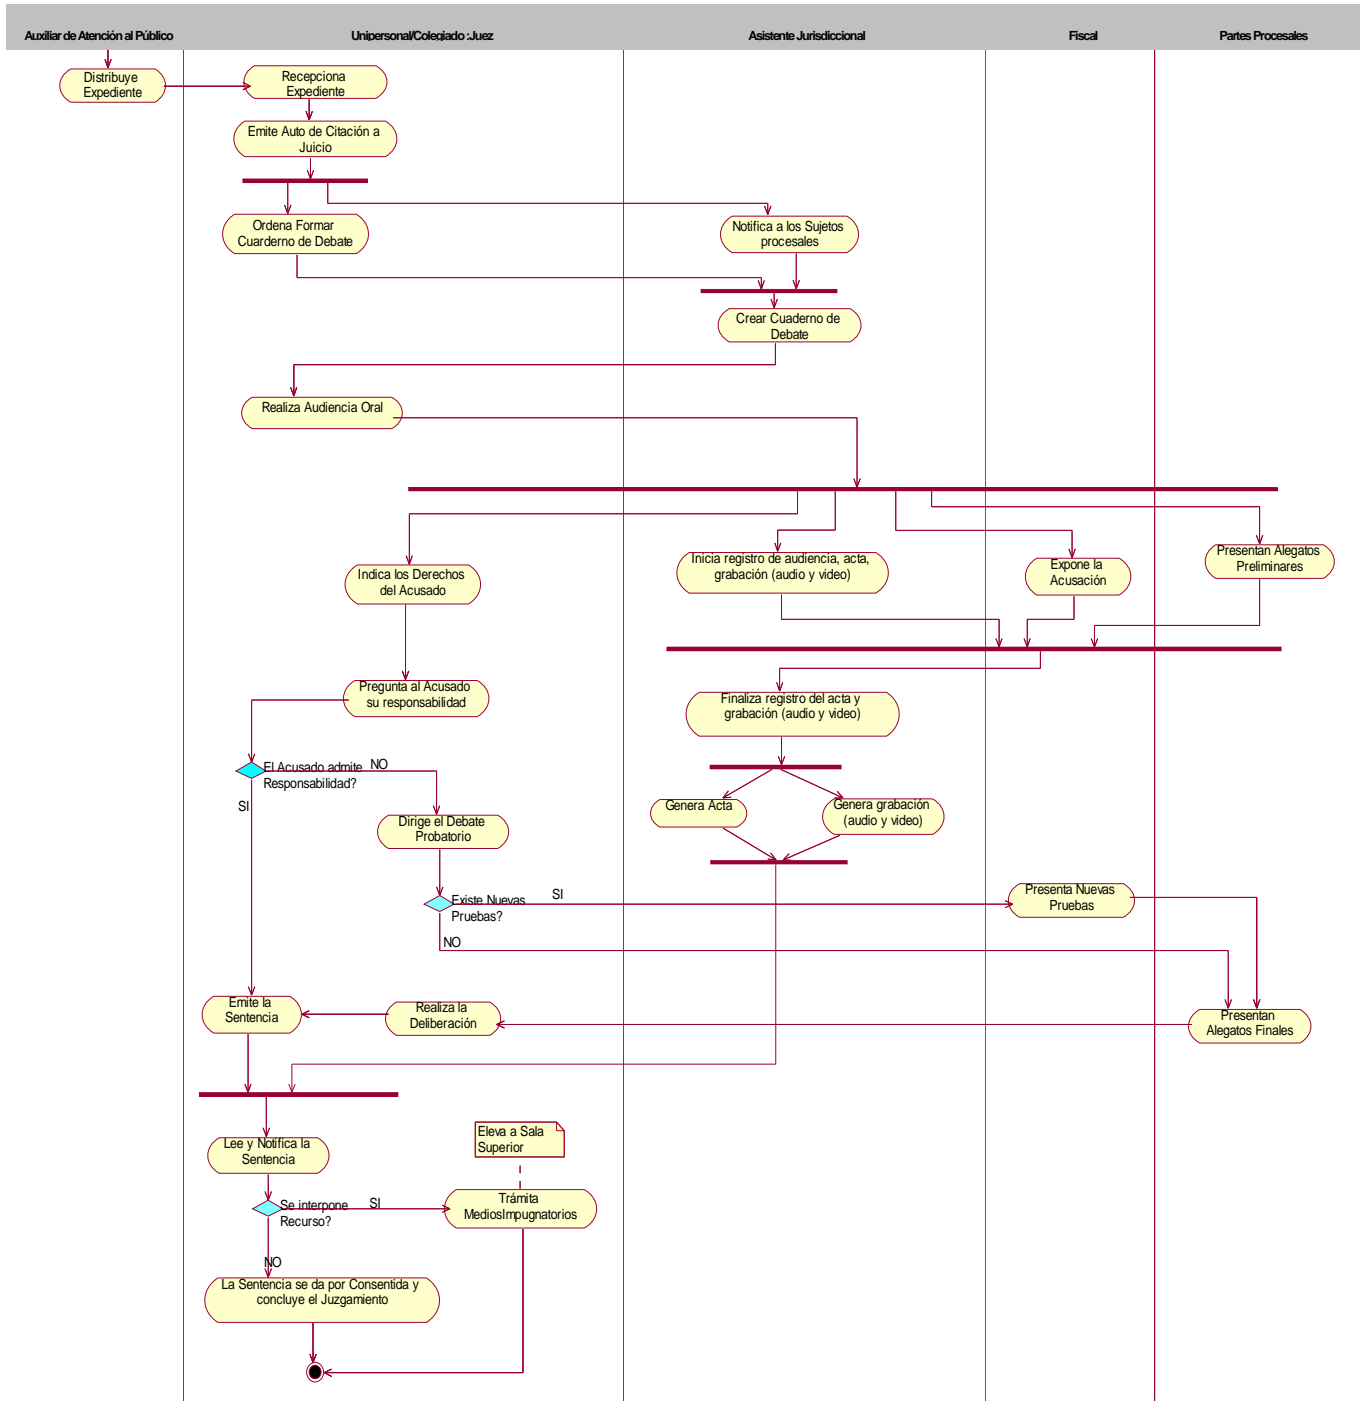 Auxiliar de Atención al Público
Unipersonal/Colegiado :Juez
Asistente Jurisdiccional
Fiscal
Partes Procesales
Distribuye
Expediente
Recepciona
Expediente
Emite Auto de Citación a
Juicio
Ordena Formar
Cuarderno de Debate
Notifica a los Sujetos
procesales
Crear Cuaderno de
Debate
Realiza Audiencia Oral
Indica los Derechos
del Acusado
Inicia registro de audiencia, acta,
grabación (audio y video)
Expone la
Acusación
Presentan Alegatos
Preliminares
Pregunta al Acusado
su responsabilidad
Finaliza registro del acta y
grabación (audio y video)
El Acusado admite
Responsabilidad?
NO
SI
Dirige el Debate
Probatorio
Genera Acta
Genera grabación
(audio y video)
Existe Nuevas
Pruebas?
SI
NO
Presenta Nuevas
Pruebas
Emite la
Sentencia
Realiza la
Deliberación
Presentan
Alegatos Finales
Lee y Notifica la
Sentencia
Eleva a Sala
Superior
Se interpone
Recurso?
SI
NO
Trámita
MediosImpugnatorios
La Sentencia se da por Consentida y
concluye el Juzgamiento